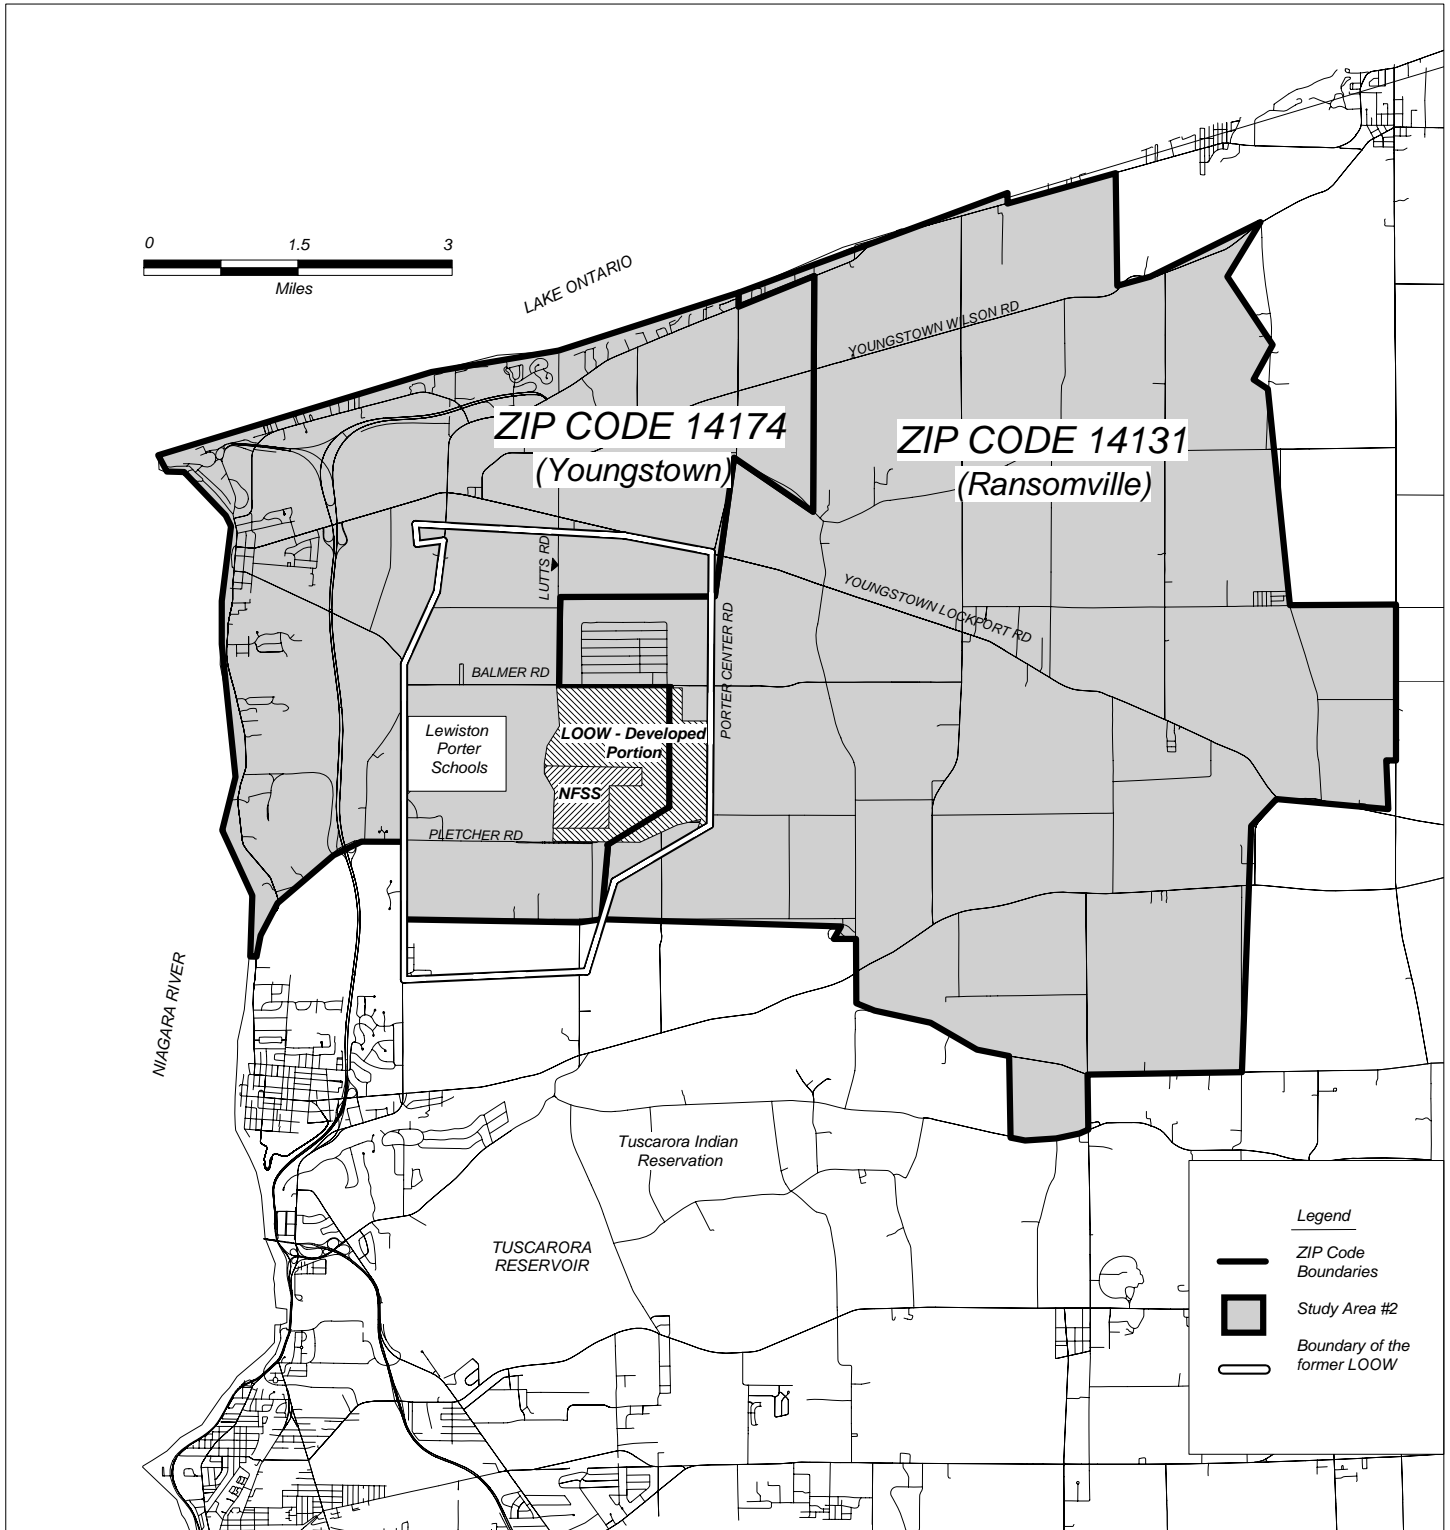 0 1.5 3
Miles
LAKE ONTARIO
YOUNGSTOWN WILSON RD
ZIP CODE 14174
(Youngstown)
ZIP CODE 14131
(Ransomville)
LUTTS RD
YOUNGSTOWN LOCKPORT RD
PORTER CENTER RD
BALMER RD
Lewiston
Porter
Schools
LOOW - Developed
Portion
NFSS
PLETCHER RD
NIAGARA RIVER
Tuscarora Indian
Reservation
TUSCARORA
RESERVOIR
Legend
ZIP Code
Boundaries
Study Area #2
Boundary of the
former LOOW